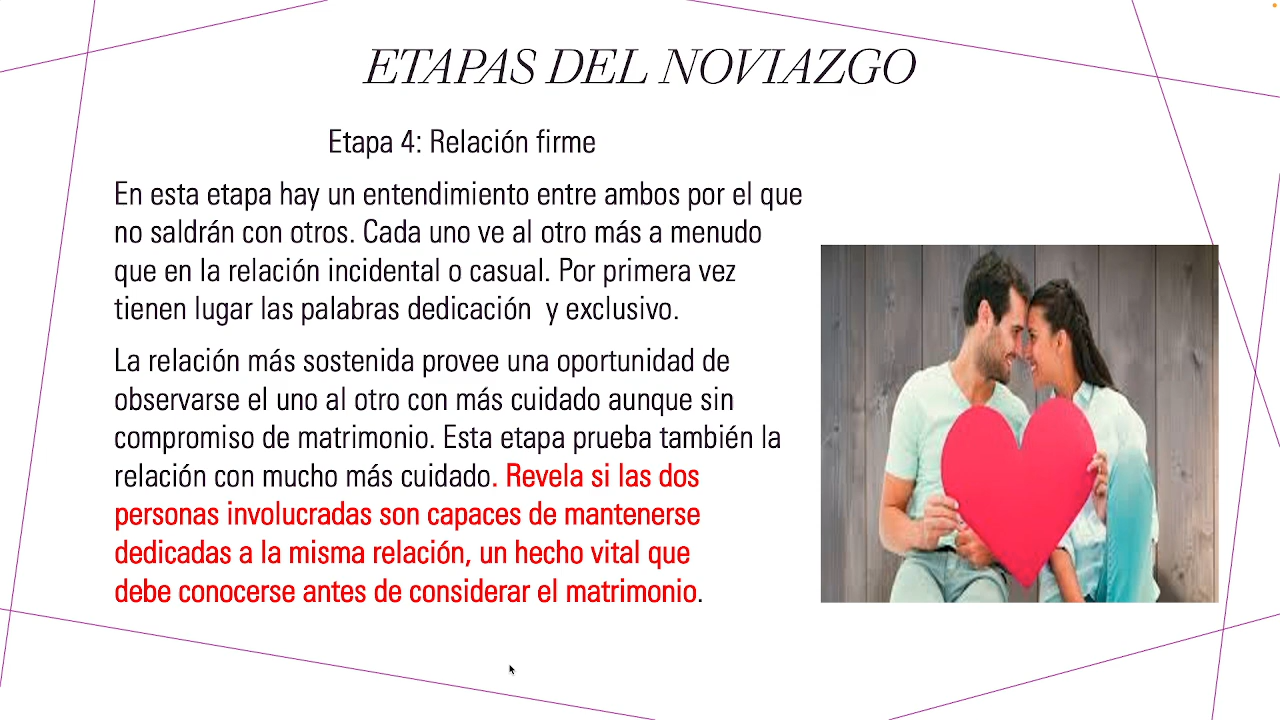 ETAPAS DEL NOVIAZGO
Etapa 4: Relación firme
En esta etapa hay un entendimiento entre ambos por el que
no saldrán con otros. Cada uno ve al otro más a menudo
que en la relación incidental o casual. Por primera vez
tienen lugar las palabras dedicación  y exclusivo.
La relación más sostenida provee una oportunidad de
observarse el uno al otro con más cuidado aunque sin
compromiso de matrimonio. Esta etapa prueba también la
relación con mucho más cuidado. Revela si las dos
personas involucradas son capaces de mantenerse
dedicadas a la misma relación, un hecho vital que
debe conocerse antes de considerar el matrimonio.